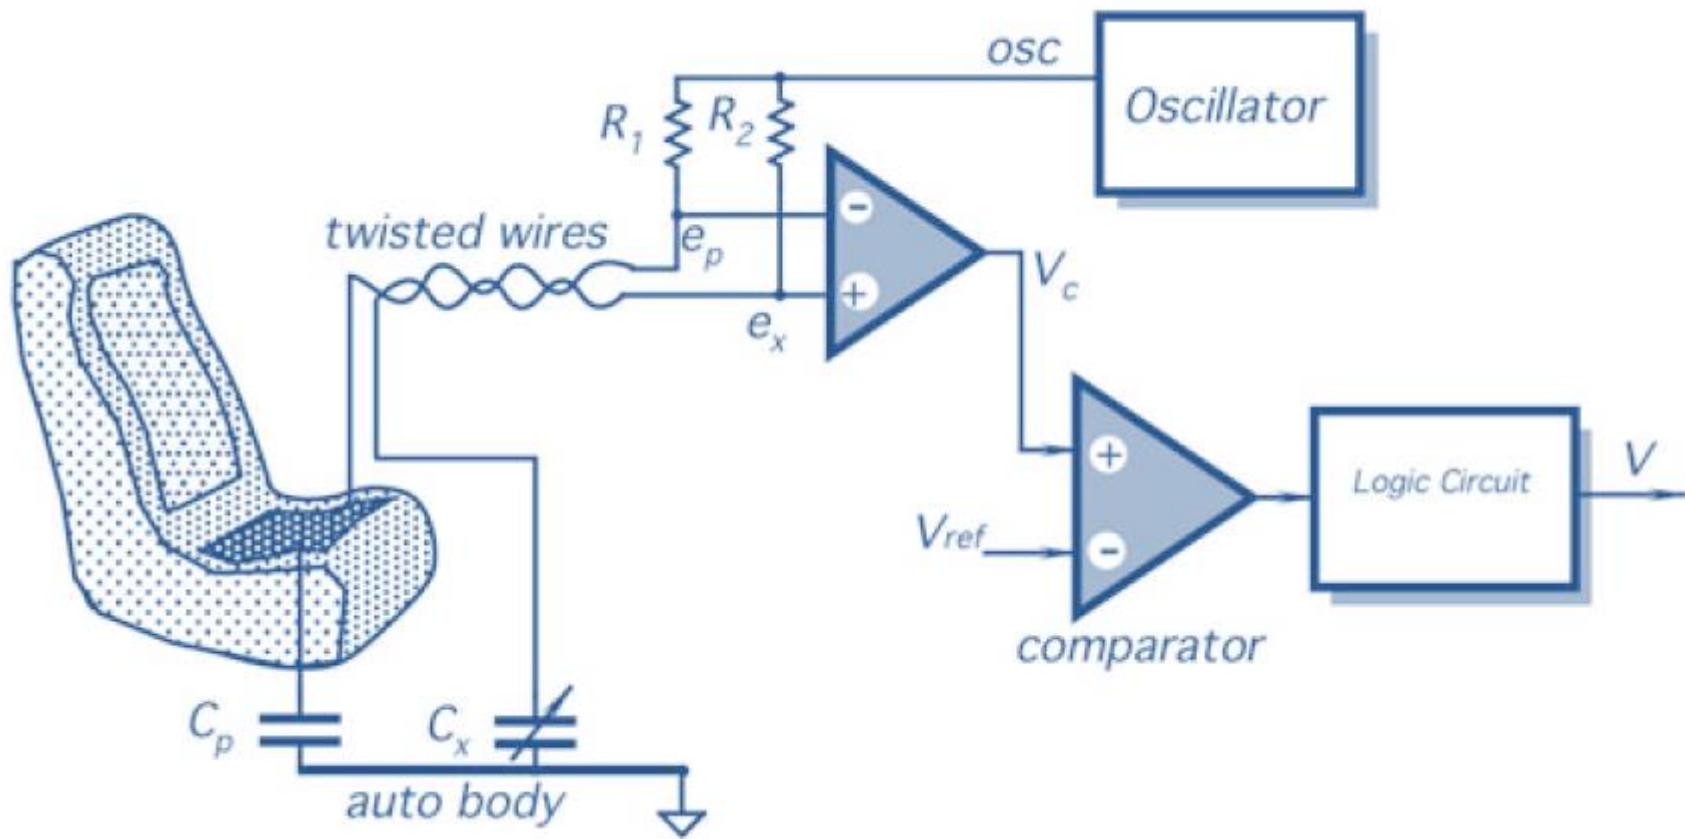 osc
Oscillator
R1
R2
twisted wires
-
ep
+
ex
Vc
+
Vref
-
comparator
Logic Circuit
V
Cp
Cx
auto body